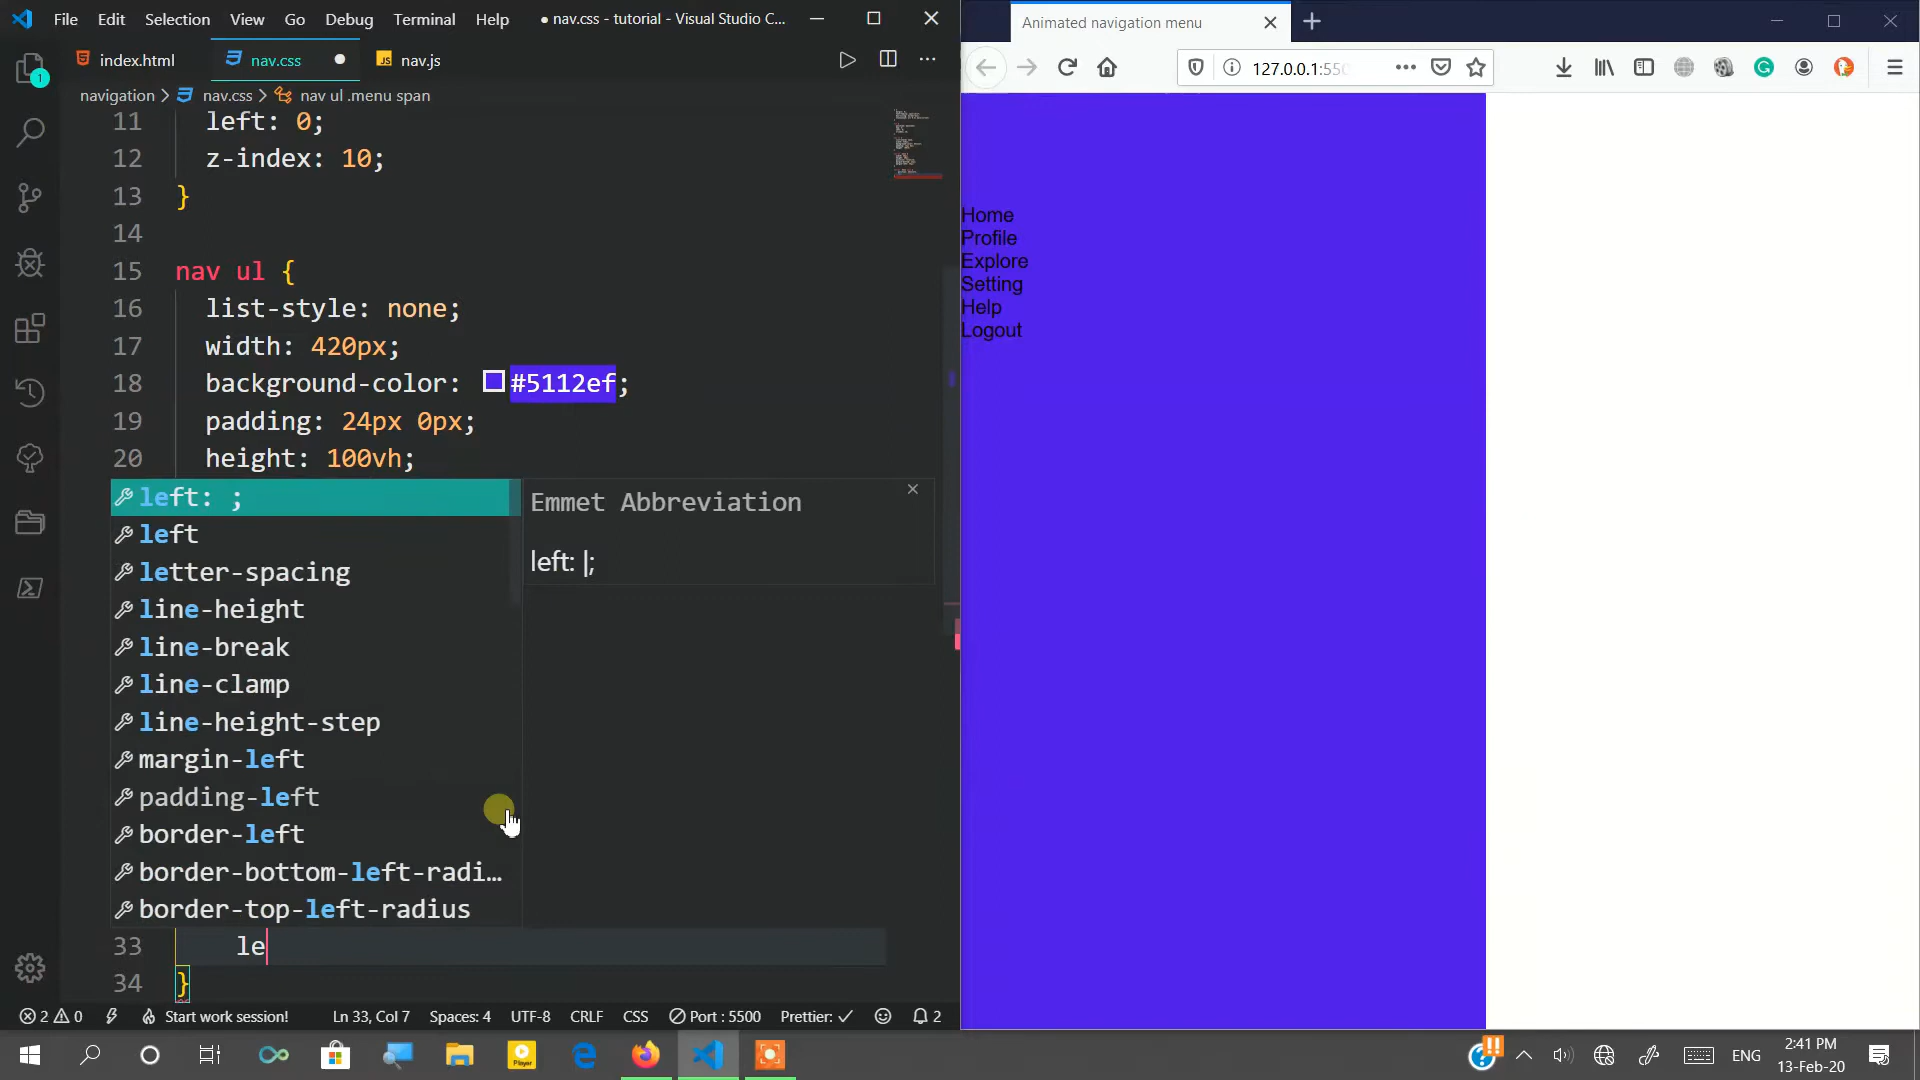 File Edit Selection View Go Debug Terminal Help ● nav.css - tutorial - Visual Studio C...
index.html nav.css nav.js
navigation > nav.css > nav ul .menu span
11 left: 0;
12 z-index: 10;
13 }
14
15 nav ul {
16 list-style: none;
17 width: 420px;
18 background-color: #5112ef;
19 padding: 24px 0px;
20 height: 100vh;
left: ;
left
letter-spacing
line-height
line-break
line-clamp
line-height-step
margin-left
padding-left
border-left
border-bottom-left-radi...
border-top-left-radius
Emmet Abbreviation
left: |;
33 le
34 }
2 0 Start work session! Ln 33, Col 7 Spaces: 4 UTF-8 CRLF CSS Port : 5500 Prettier: ✓ 2
Animated navigation menu
127.0.0.1:550
Home
Profile
Explore
Setting
Help
Logout
1
Player
ENG
2:41 PM
13-Feb-20